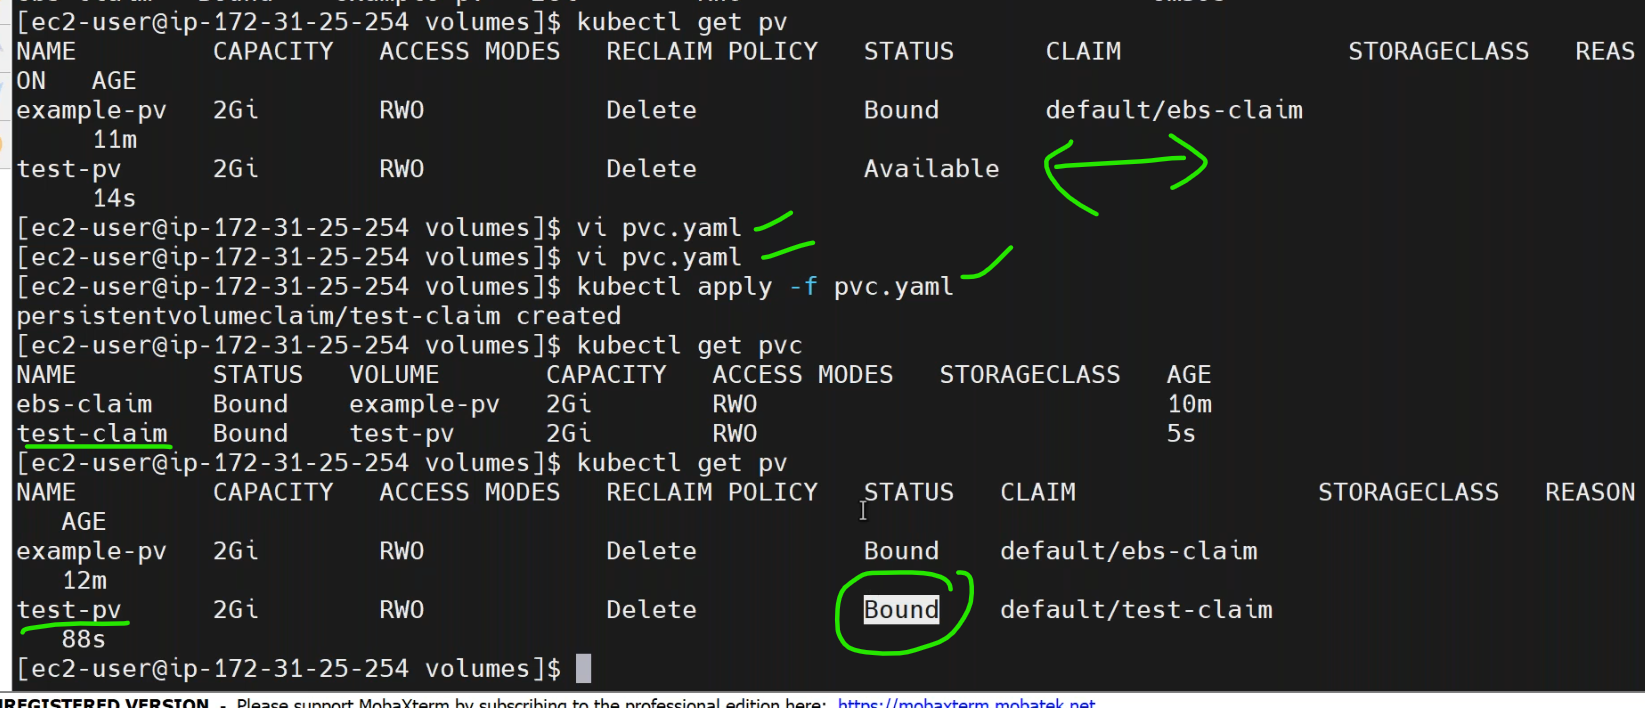 [ec2-user@ip-172-31-25-254 volumes]$ kubectl get pv
NAME CAPACITY ACCESS MODES RECLAIM POLICY STATUS CLAIM STORAGECLASS REAS
ON AGE
example-pv 2Gi RWO Delete Bound default/ebs-claim
11m
test-pv 2Gi RWO Delete Available
14s
[ec2-user@ip-172-31-25-254 volumes]$ vi pvc.yaml
[ec2-user@ip-172-31-25-254 volumes]$ vi pvc.yaml
[ec2-user@ip-172-31-25-254 volumes]$ kubectl apply -f pvc.yaml
persistentvolumeclaim/test-claim created
[ec2-user@ip-172-31-25-254 volumes]$ kubectl get pvc
NAME STATUS VOLUME CAPACITY ACCESS MODES STORAGECLASS AGE
ebs-claim Bound example-pv 2Gi RWO 10m
test-claim Bound test-pv 2Gi RWO 5s
[ec2-user@ip-172-31-25-254 volumes]$ kubectl get pv
NAME CAPACITY ACCESS MODES RECLAIM POLICY STATUS CLAIM STORAGECLASS REASON
AGE
example-pv 2Gi RWO Delete Bound default/ebs-claim
12m
test-pv 2Gi RWO Delete Bound default/test-claim
88s
[ec2-user@ip-172-31-25-254 volumes]$
REGISTERED VERSION - Please support MobaXterm by subscribing to the professional edition here: https://mobaxterm.mobatek.net